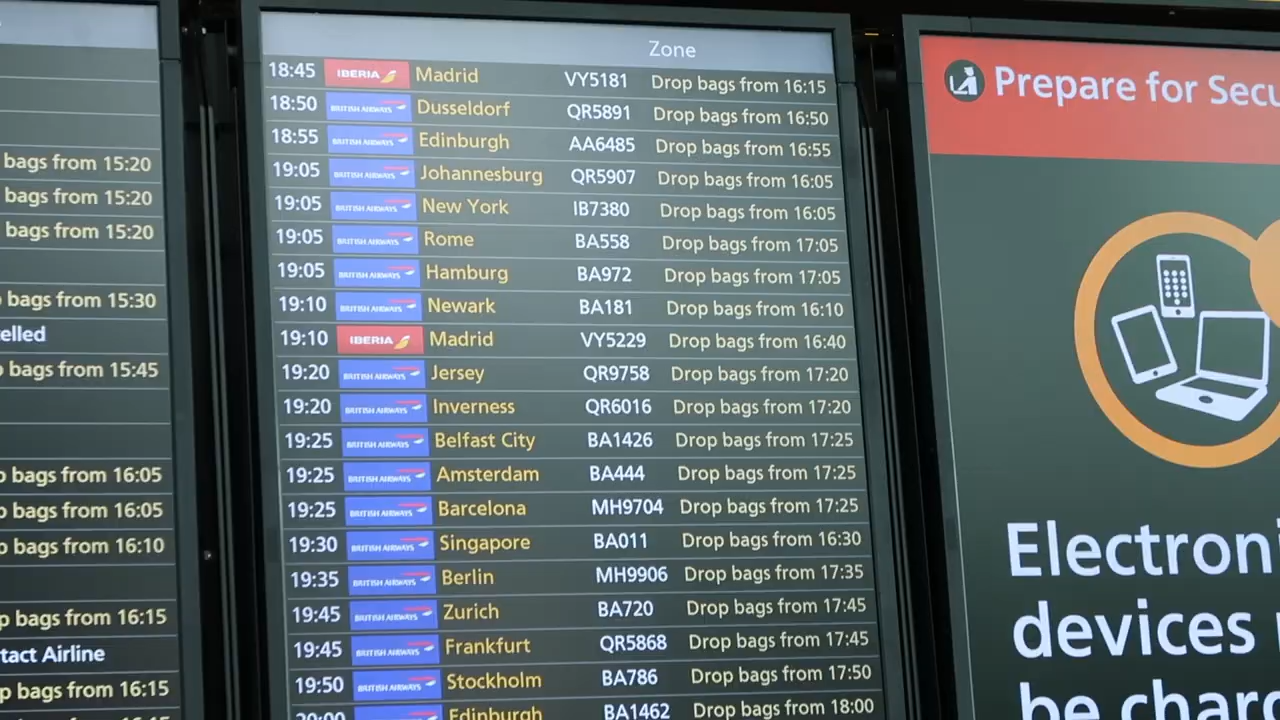 bags from 15:20
bags from 15:20
bags from 15:20
bags from 15:30
bags from 15:45
bags from 16:05
bags from 16:05
bags from 16:10
bags from 16:15
Airline
bags from 16:15
Zone
18:45 IBERIA Madrid VY5181 Drop bags from 16:15
18:50 BRITISH AIRWAYS Dusseldorf QR5891 Drop bags from 16:50
18:55 BRITISH AIRWAYS Edinburgh AA6485 Drop bags from 16:55
19:05 BRITISH AIRWAYS Johannesburg QR5907 Drop bags from 16:05
19:05 BRITISH AIRWAYS New York IB7380 Drop bags from 16:05
19:05 BRITISH AIRWAYS Rome BA558 Drop bags from 17:05
19:05 BRITISH AIRWAYS Hamburg BA972 Drop bags from 17:05
19:10 BRITISH AIRWAYS Newark BA181 Drop bags from 16:10
19:10 IBERIA Madrid VY5229 Drop bags from 16:40
19:20 BRITISH AIRWAYS Jersey QR9758 Drop bags from 17:20
19:20 BRITISH AIRWAYS Inverness QR6016 Drop bags from 17:20
19:25 BRITISH AIRWAYS Belfast City BA1426 Drop bags from 17:25
19:25 BRITISH AIRWAYS Amsterdam BA444 Drop bags from 17:25
19:25 BRITISH AIRWAYS Barcelona MH9704 Drop bags from 17:25
19:30 BRITISH AIRWAYS Singapore BA011 Drop bags from 16:30
19:35 BRITISH AIRWAYS Berlin MH9906 Drop bags from 17:35
19:45 BRITISH AIRWAYS Zurich BA720 Drop bags from 17:45
19:45 BRITISH AIRWAYS Frankfurt QR5868 Drop bags from 17:45
19:50 BRITISH AIRWAYS Stockholm BA786 Drop bags from 17:50
20:00 BRITISH AIRWAYS Edinburgh BA1462 Drop bags from 18:00
Prepare for Secu
Electroni
devices
be charg